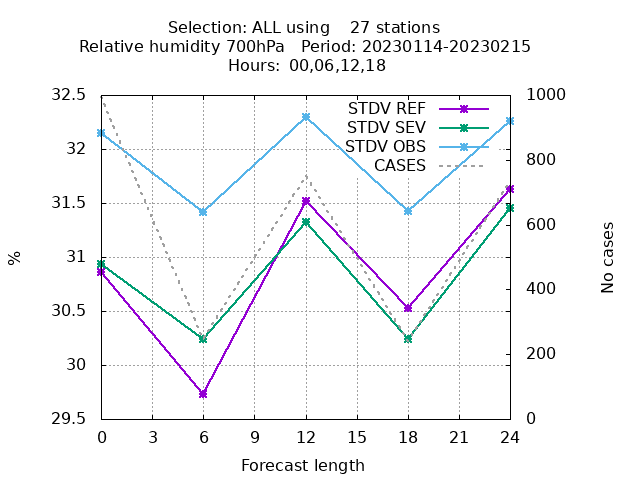 Selection: ALL using    27 stations
Relative humidity 700hPa   Period: 20230114-20230215
Hours: 00,06,12,18
32.5
32
31.5
31
30.5
30
29.5
%
STDV REF
STDV SEV
STDV OBS
CASES
1000
800
600
400
200
0
No cases
0 3 6 9 12 15 18 21 24
Forecast length